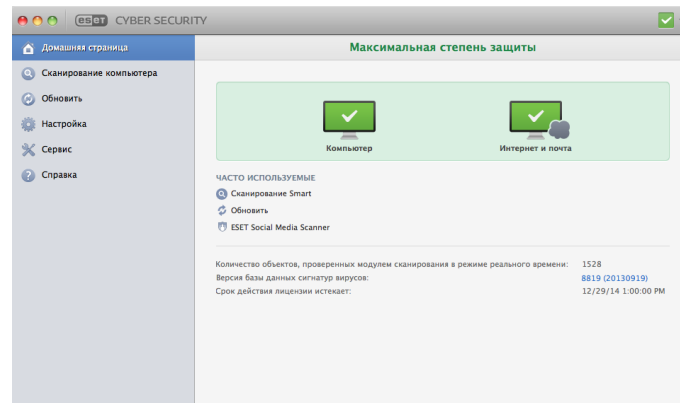 eset CYBER SECURITY
Домашняя страница
Сканирование компьютера
Обновить
Настройка
Сервис
Справка
Максимальная степень защиты
Компьютер
Интернет и почта
ЧАСТО ИСПОЛЬЗУЕМЫЕ
Сканирование Smart
Обновить
ESET Social Media Scanner
Количество объектов, проверенных модулем сканирования в режиме реального времени: 1528
Версия базы данных сигнатур вирусов: 8819 (20130919)
Срок действия лицензии истекает: 12/29/14 1:00:00 PM